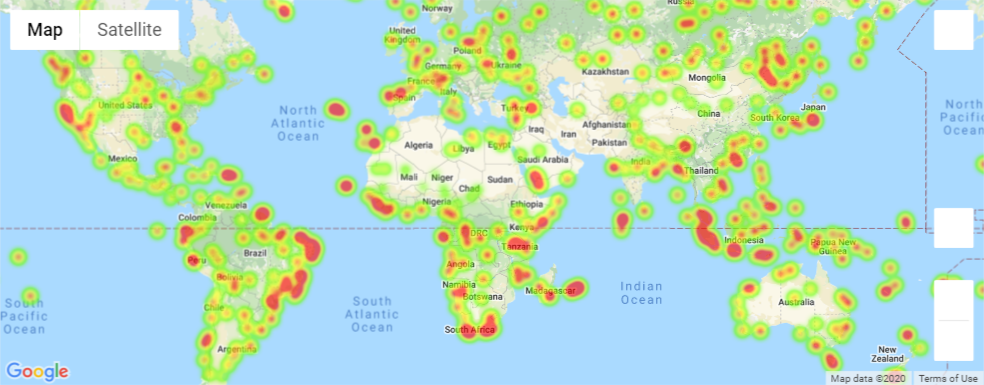 Map Satellite
Norway
Russia
United
Kingdom
Poland
Germany
Ukraine
France
Kazakhstan
Mongolia
Italy
Spain
Turkey
United States
North
Atlantic
Ocean
China
Japan
South Korea
North
Pacific
Ocean
Iraq
Iran
Afghanistan
Pakistan
Algeria
Libya
Egypt
Saudi Arabia
India
Mexico
Mali
Niger
Chad
Sudan
Thailand
Nigeria
Ethiopia
Venezuela
Colombia
DRC
Kenya
Tanzania
Indonesia
Papua New
Guinea
Brazil
Peru
Bolivia
Angola
Namibia
Botswana
Madagascar
Indian
Ocean
South
Pacific
Ocean
South
Atlantic
Ocean
Chile
Australia
South Africa
Argentina
New
Zealand
Google
Map data ©2020 Terms of Use